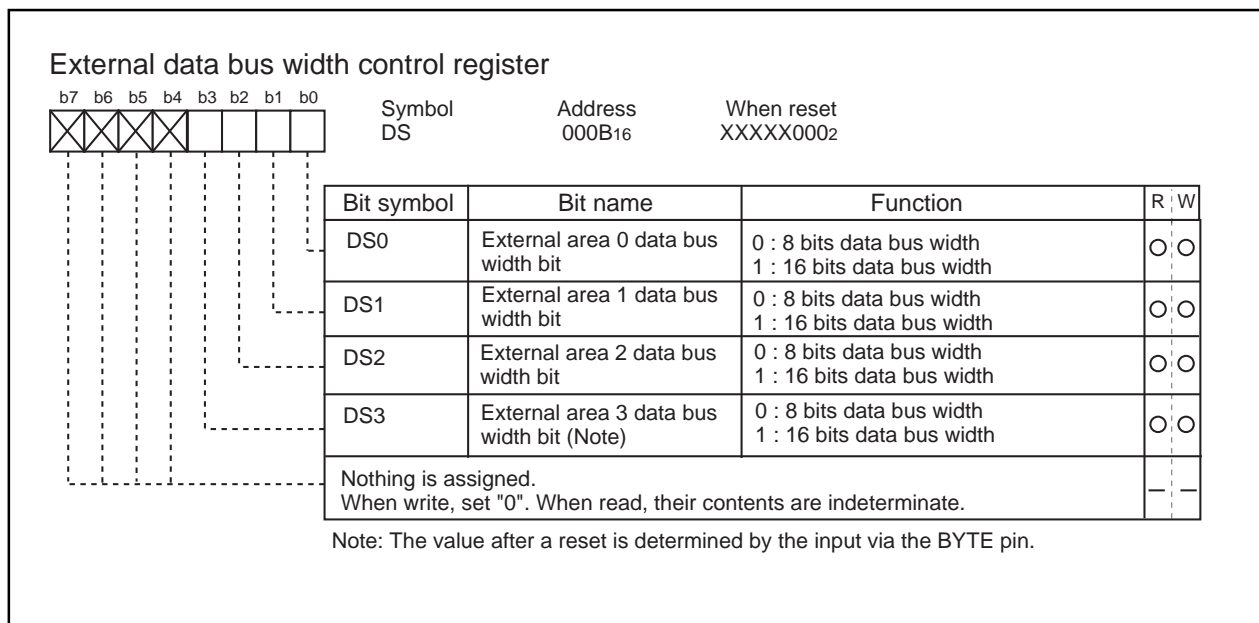 External data bus width control register
b7 b6 b5 b4 b3 b2 b1 b0
Symbol Address When reset
DS 000B16 XXXXX0002
Bit symbol Bit name Function R W
DS0 External area 0 data bus width bit 0 : 8 bits data bus width
1 : 16 bits data bus width
DS1 External area 1 data bus width bit 0 : 8 bits data bus width
1 : 16 bits data bus width
DS2 External area 2 data bus width bit 0 : 8 bits data bus width
1 : 16 bits data bus width
DS3 External area 3 data bus width bit (Note) 0 : 8 bits data bus width
1 : 16 bits data bus width
Nothing is assigned.
When write, set "0". When read, their contents are indeterminate.
Note: The value after a reset is determined by the input via the BYTE pin.